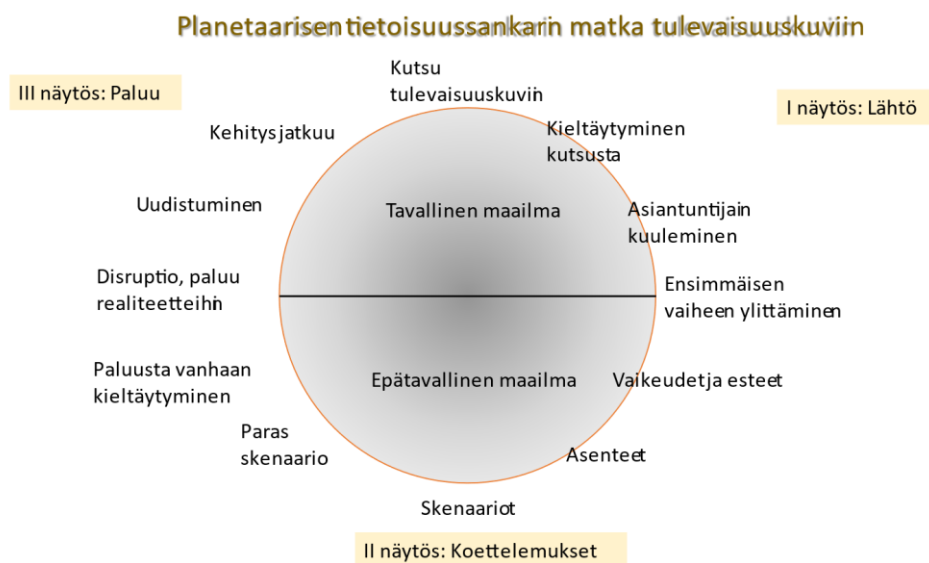 Planetaarisen tietoisuussankarin matka tulevaisuuskuviin
Kutsu
tulevaisuuskuviin
I näytös: Lähtö
Kieltäytyminen
kutsusta
Asiantuntijain
kuuleminen
Ensimmäisen
vaiheen ylittäminen
Vaikeudet ja esteet
Asenteet
Skenaariot
II näytös: Koettelemukset
Paras
skenaario
Paluusta vanhaan
kieltäytyminen
Disruptio, paluu
realiteetteihin
Uudistuminen
Kehitys jatkuu
III näytös: Paluu
Tavallinen maailma
Epätavallinen maailma